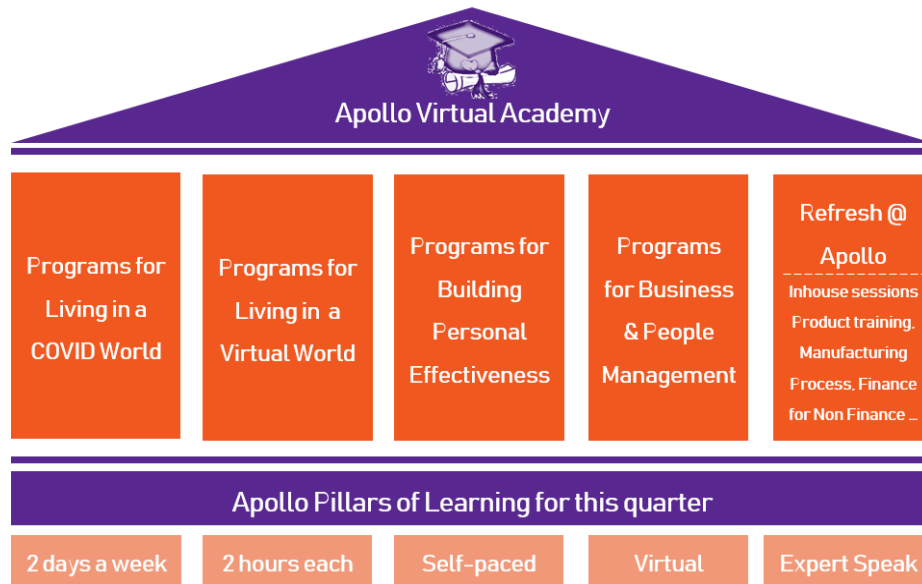 Apollo Virtual Academy
Programs for
Living in a
COVID World
Programs for
Living in a
Virtual World
Programs for
Building
Personal
Effectiveness
Programs
for Business
& People
Management
Refresh @
Apollo
Inhouse sessions
Product training,
Manufacturing
Process, Finance
for Non Finance ...
Apollo Pillars of Learning for this quarter
2 days a week
2 hours each
Self-paced
Virtual
Expert Speak